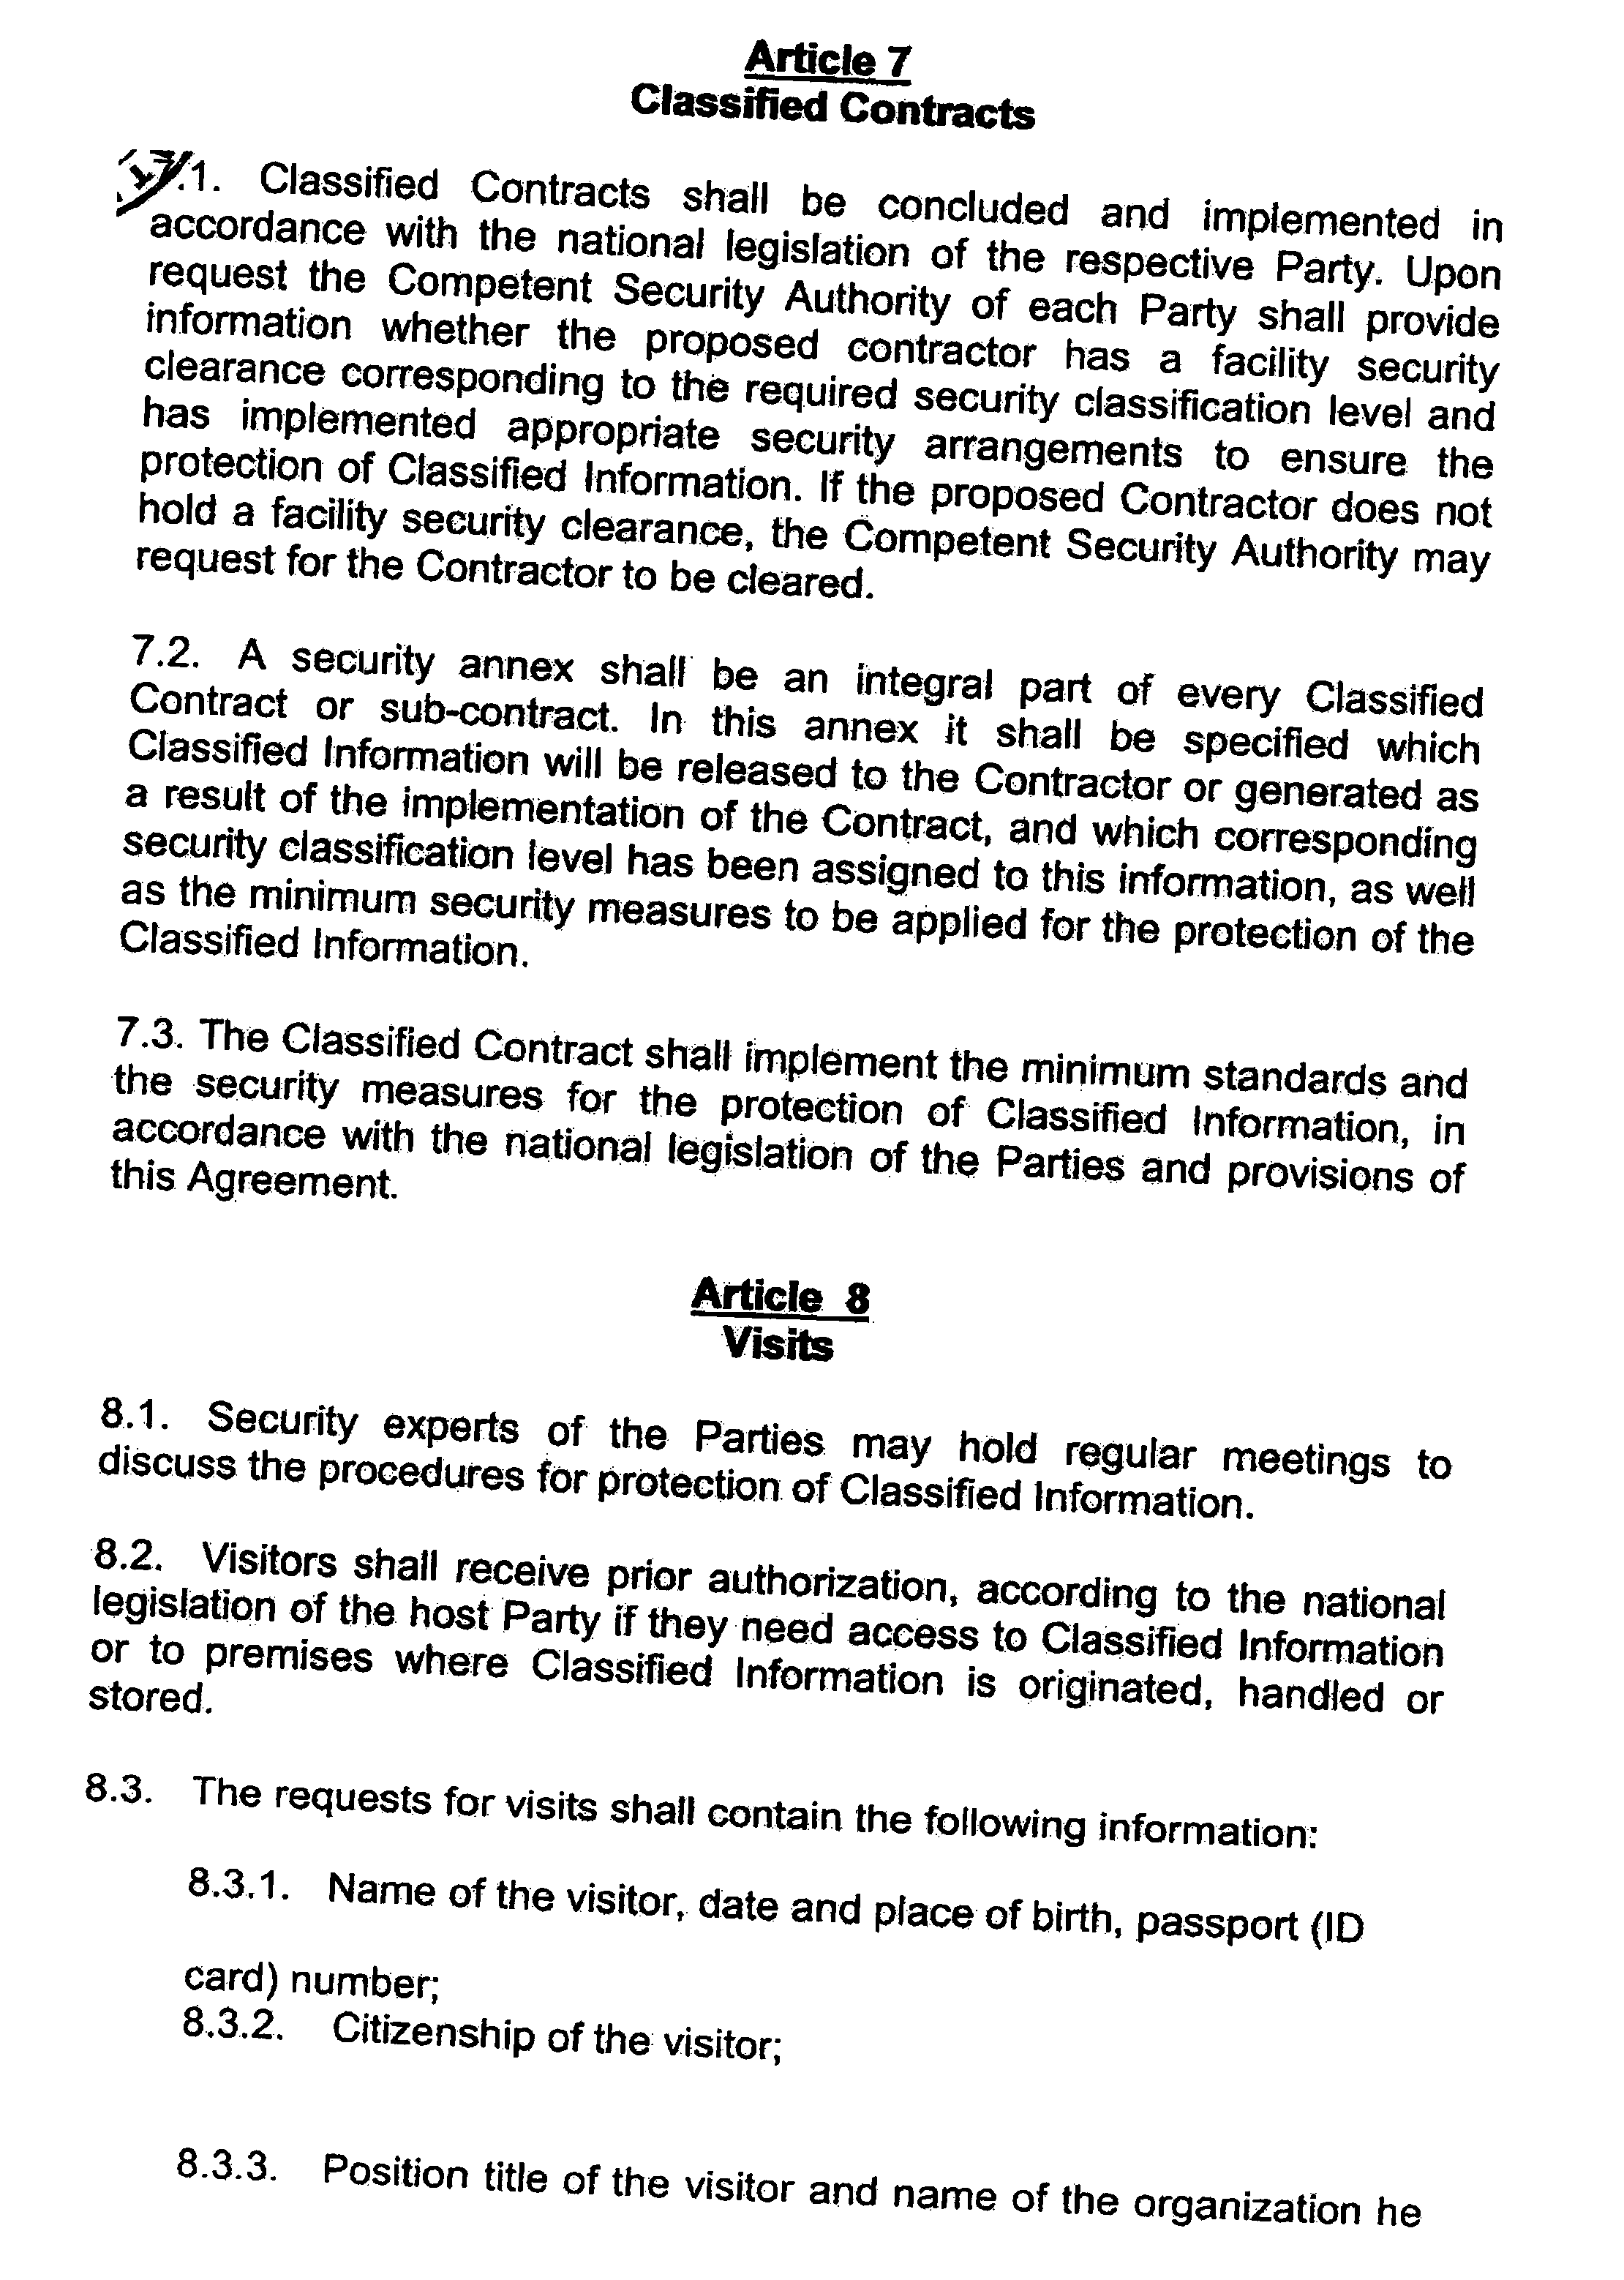 Article 7
Classified Contracts
7.1. Classified Contracts shall be concluded and implemented in
accordance with the national legislation of the respective Party. Upon
request the Competent Security Authority of each Party shall provide
information whether the proposed contractor has a facility security
clearance corresponding to the required security classification level and
has implemented appropriate security arrangements to ensure the
protection of Classified Information. If the proposed Contractor does not
hold a facility security clearance, the Competent Security Authority may
request for the Contractor to be cleared.
7.2. A security annex shall be an integral part of every Classified
Contract or sub-contract. In this annex it shall be specified which
Classified Information will be released to the Contractor or generated as
a result of the implementation of the Contract, and which corresponding
security classification level has been assigned to this information, as well
as the minimum security measures to be applied for the protection of the
Classified Information.
7.3. The Classified Contract shall implement the minimum standards and
the security measures for the protection of Classified Information, in
accordance with the national legislation of the Parties and provisions of
this Agreement.
Article 8
Visits
8.1. Security experts of the Parties may hold regular meetings to
discuss the procedures for protection of Classified Information.
8.2. Visitors shall receive prior authorization, according to the national
legislation of the host Party if they need access to Classified Information
or to premises where Classified Information is originated, handled or
stored.
8.3. The requests for visits shall contain the following information:
8.3.1. Name of the visitor, date and place of birth, passport (ID
card) number;
8.3.2. Citizenship of the visitor;
8.3.3. Position title of the visitor and name of the organization he